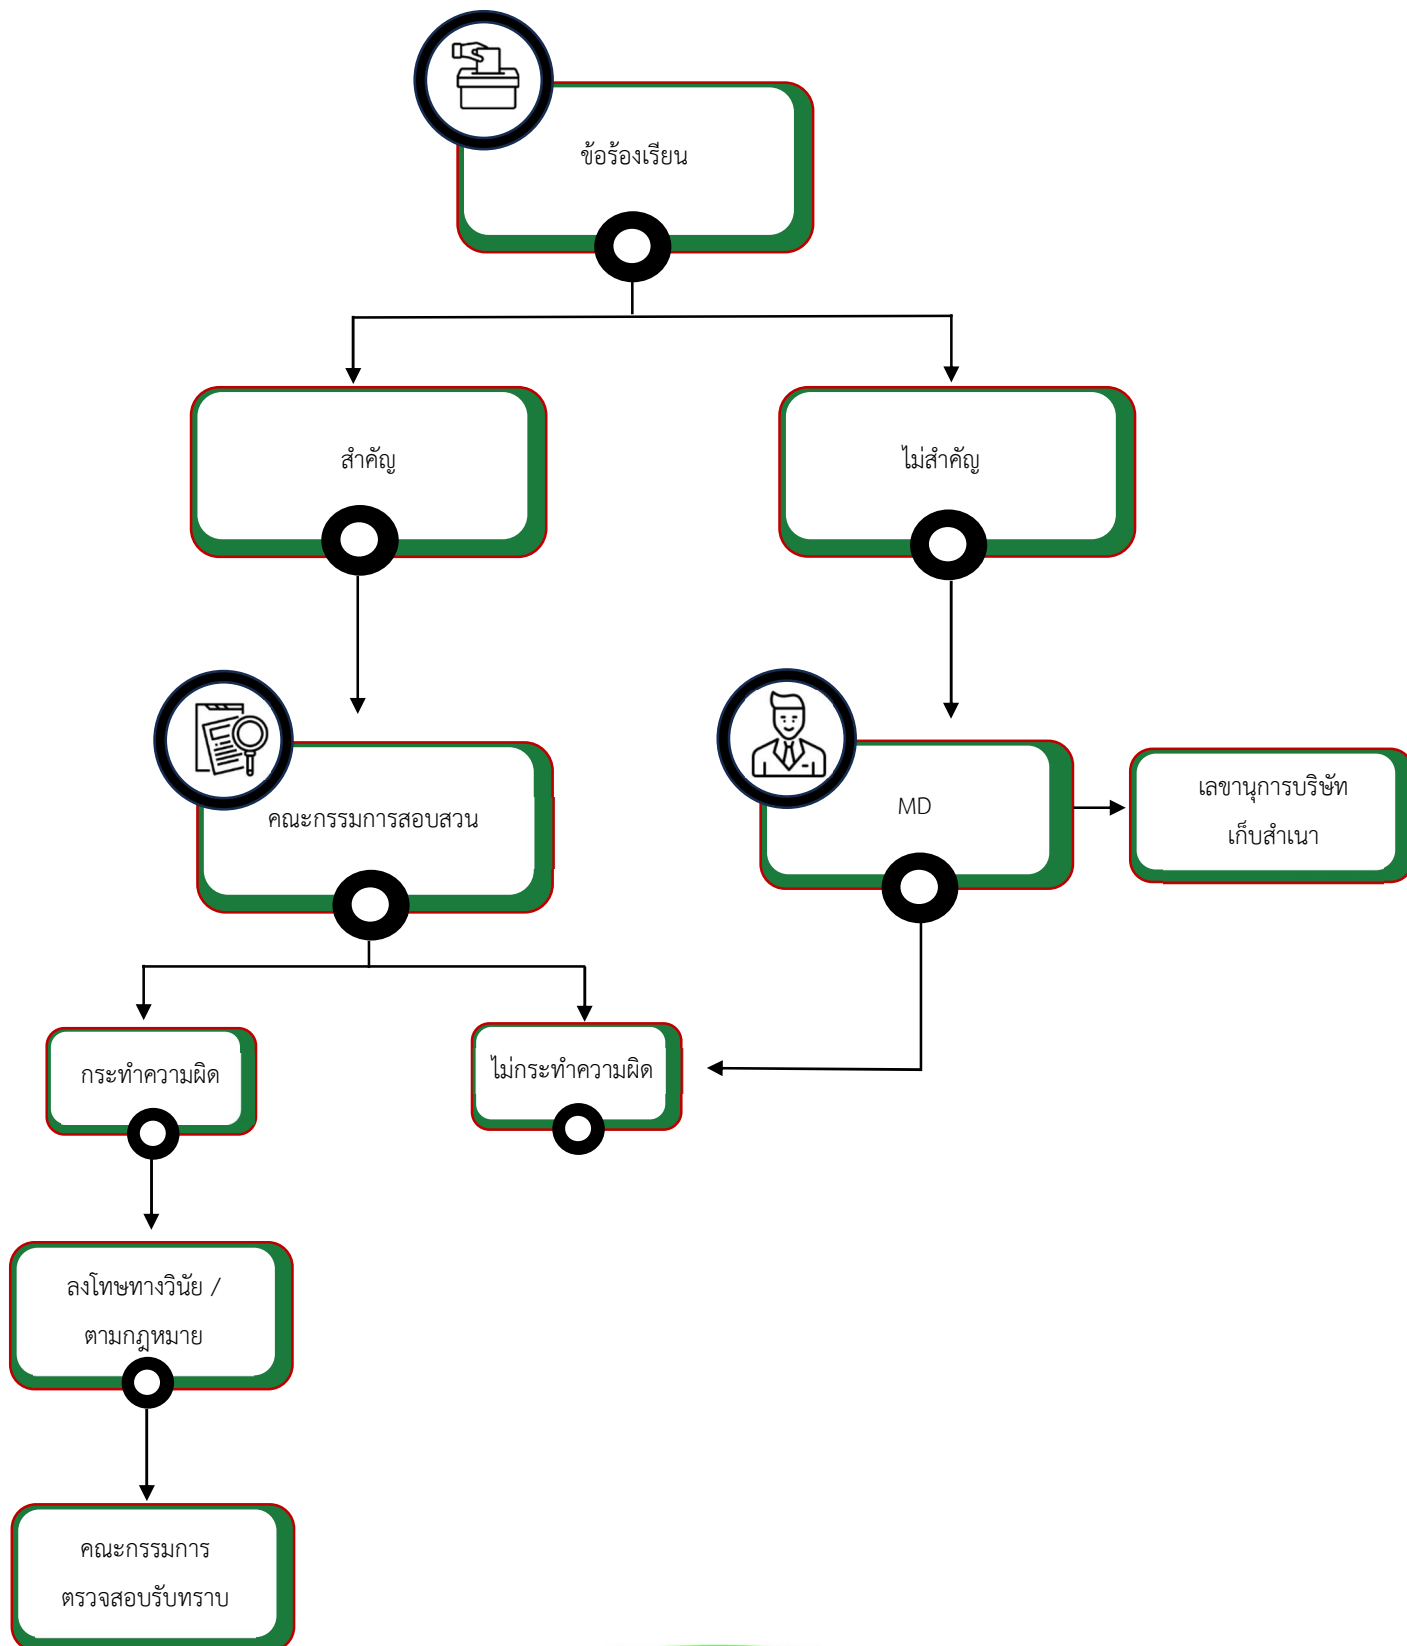 ข้อร้องเรียน
สำคัญ
ไม่สำคัญ
คณะกรรมการสอบสวน
MD
เลขานุการบริษัท
เก็บสำเนา
กระทำความผิด
ไม่กระทำความผิด
ลงโทษทางวินัย /
ตามกฎหมาย
คณะกรรมการ
ตรวจสอบรับทราบ